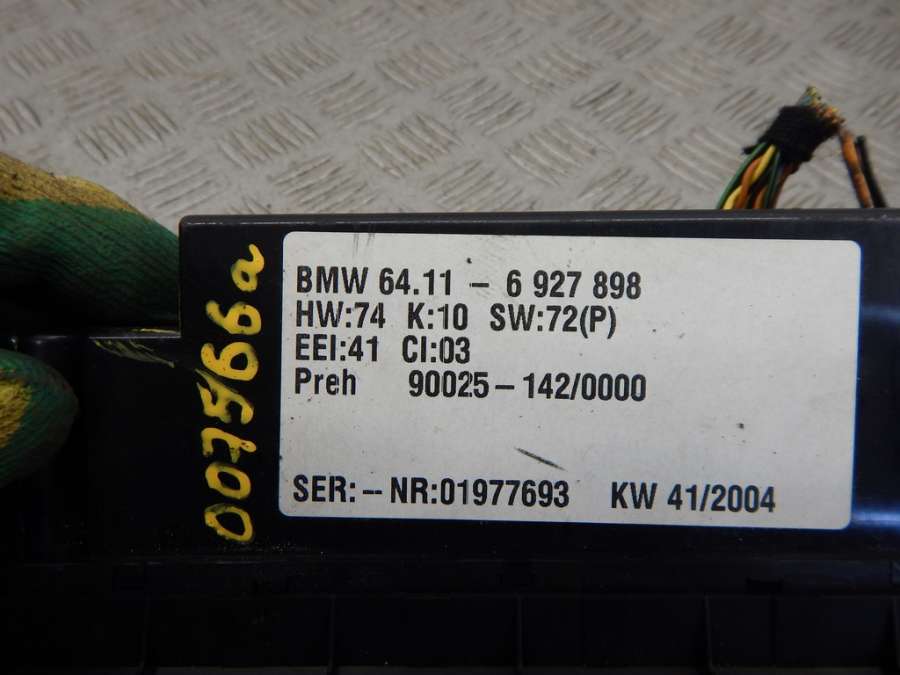 BMW 64.11 – 6 927 898
HW:74 K:10 SW:72(P)
EEI:41 CI:03
Preh 90025-142/0000
SER:-- NR:01977693 KW 41/2004
0075166a